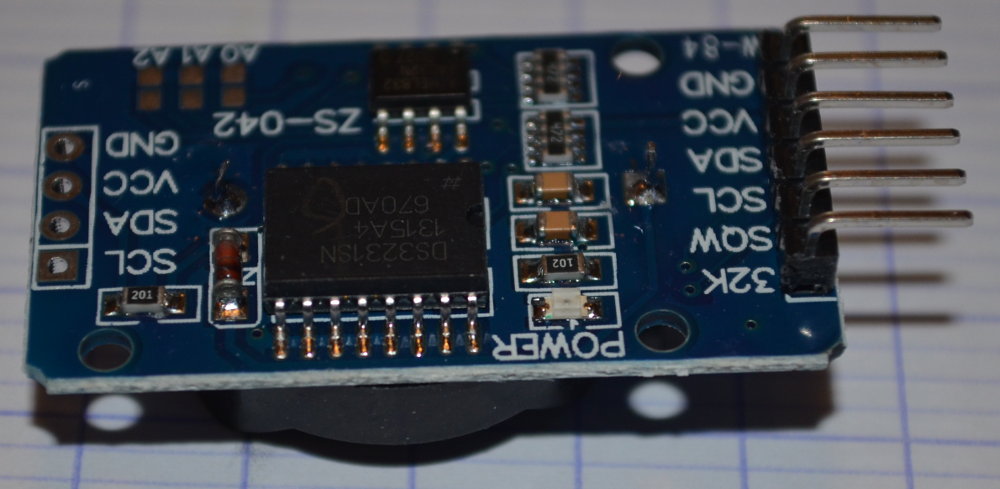 32K
SQW
SCL
SDA
VCC
GND
POWER
102
201
DS3231SN
1315A4
670AD
##
ZS-042
SCL
SDA
VCC
GND
A0 A1 A2